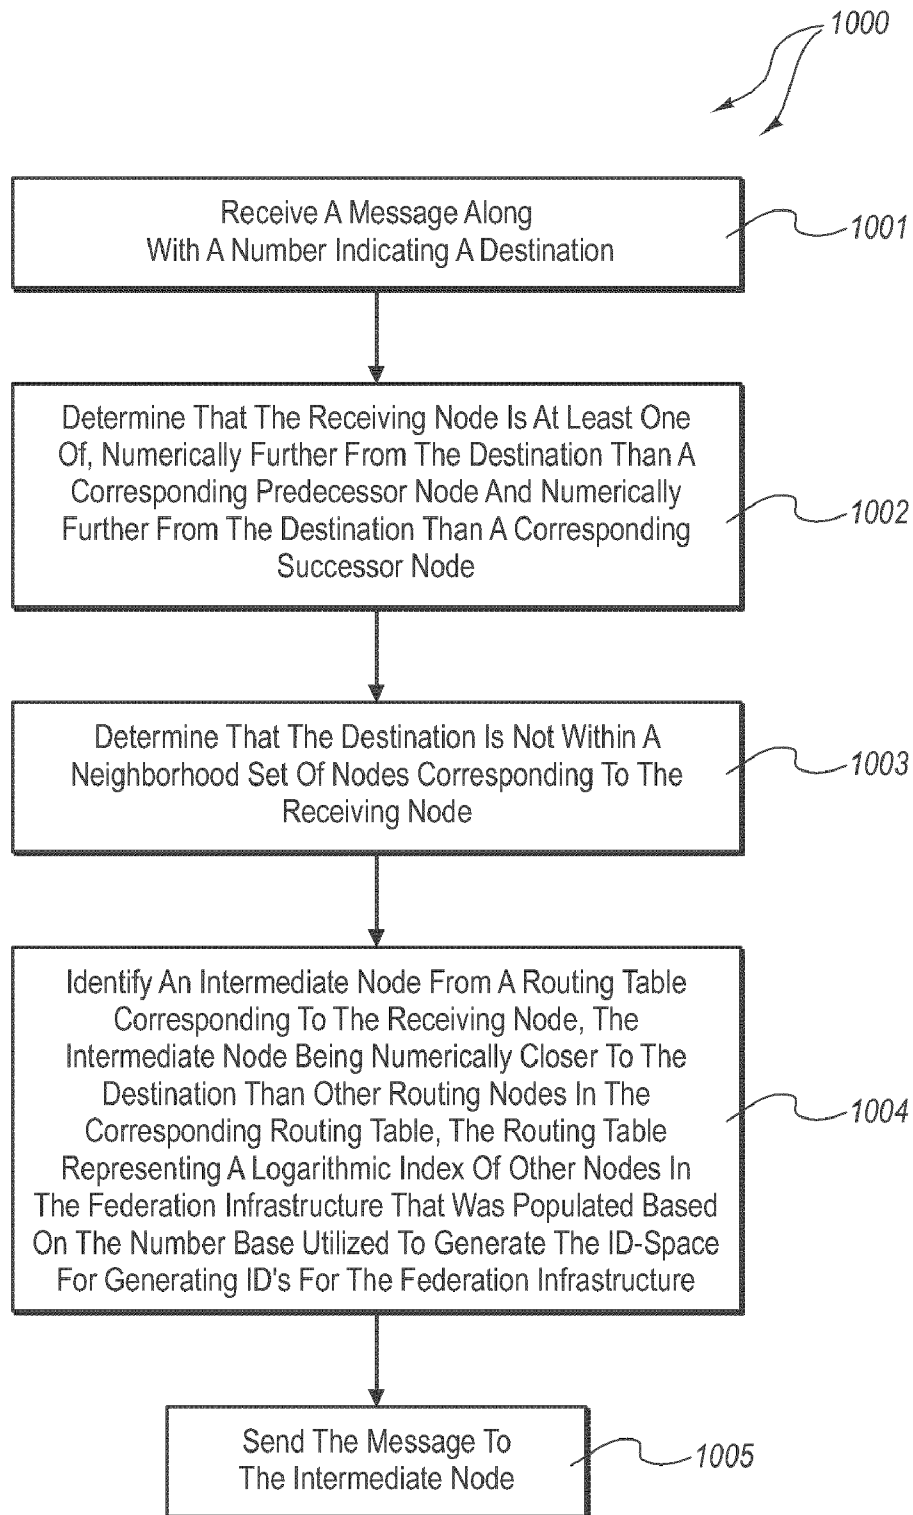 1000
Receive A Message Along
With A Number Indicating A Destination
1001
Determine That The Receiving Node Is At Least One
Of, Numerically Further From The Destination Than A
Corresponding Predecessor Node And Numerically
Further From The Destination Than A Corresponding
Successor Node
1002
Determine That The Destination Is Not Within A
Neighborhood Set Of Nodes Corresponding To The
Receiving Node
1003
Identify An Intermediate Node From A Routing Table
Corresponding To The Receiving Node, The
Intermediate Node Being Numerically Closer To The
Destination Than Other Routing Nodes In The
Corresponding Routing Table, The Routing Table
Representing A Logarithmic Index Of Other Nodes In
The Federation Infrastructure That Was Populated Based
On The Number Base Utilized To Generate The ID-Space
For Generating ID's For The Federation Infrastructure
1004
Send The Message To
The Intermediate Node
1005